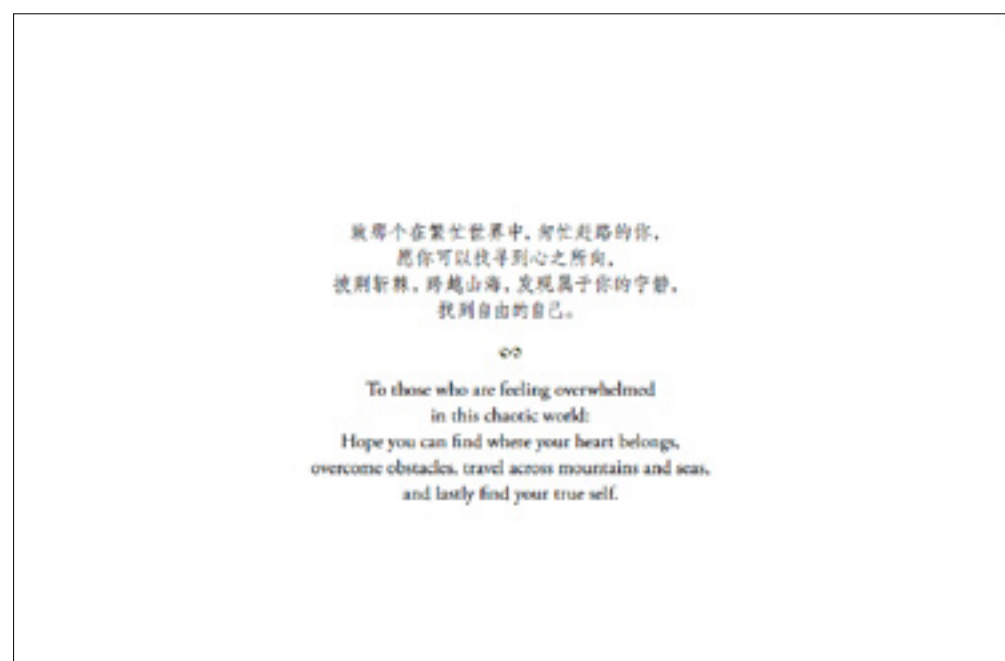 致那个在繁忙世界中，匆忙赶路的你，
愿你可以找寻到心之所向，
披荆斩棘，跨越山海，发现属于你的宁静，
找到自由的自己。
To those who are feeling overwhelmed
in this chaotic world:
Hope you can find where your heart belongs,
overcome obstacles, travel across mountains and seas,
and lastly find your true self.